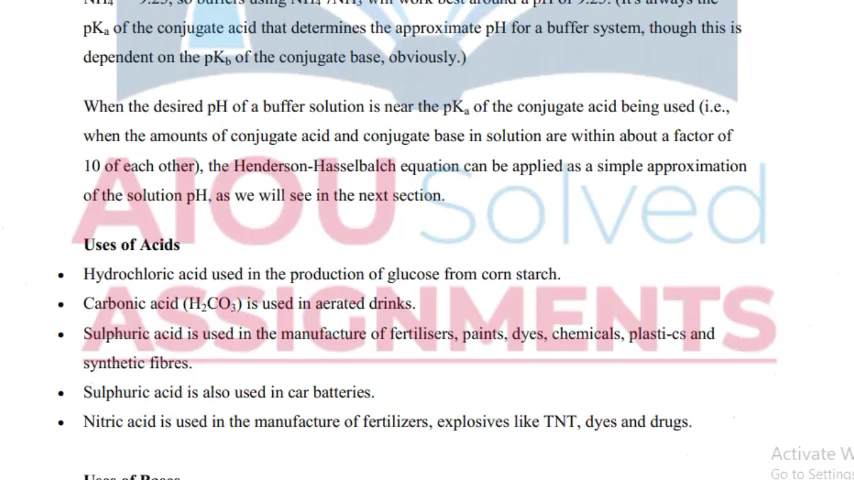 pKₐ of the conjugate acid that determines the approximate pH for a buffer system, though this is
dependent on the pK_b of the conjugate base, obviously.)
When the desired pH of a buffer solution is near the pKₐ of the conjugate acid being used (i.e.,
when the amounts of conjugate acid and conjugate base in solution are within about a factor of
10 of each other), the Henderson-Hasselbalch equation can be applied as a simple approximation
of the solution pH, as we will see in the next section.
AIOU Solved
Uses of Acids
• Hydrochloric acid used in the production of glucose from corn starch.
• Carbonic acid (H₂CO₃) is used in aerated drinks.
ASSIGNMENTS
• Sulphuric acid is used in the manufacture of fertilisers, paints, dyes, chemicals, plasti-cs and
synthetic fibres.
• Sulphuric acid is also used in car batteries.
• Nitric acid is used in the manufacture of fertilizers, explosives like TNT, dyes and drugs.
Activate W
Go to Settings